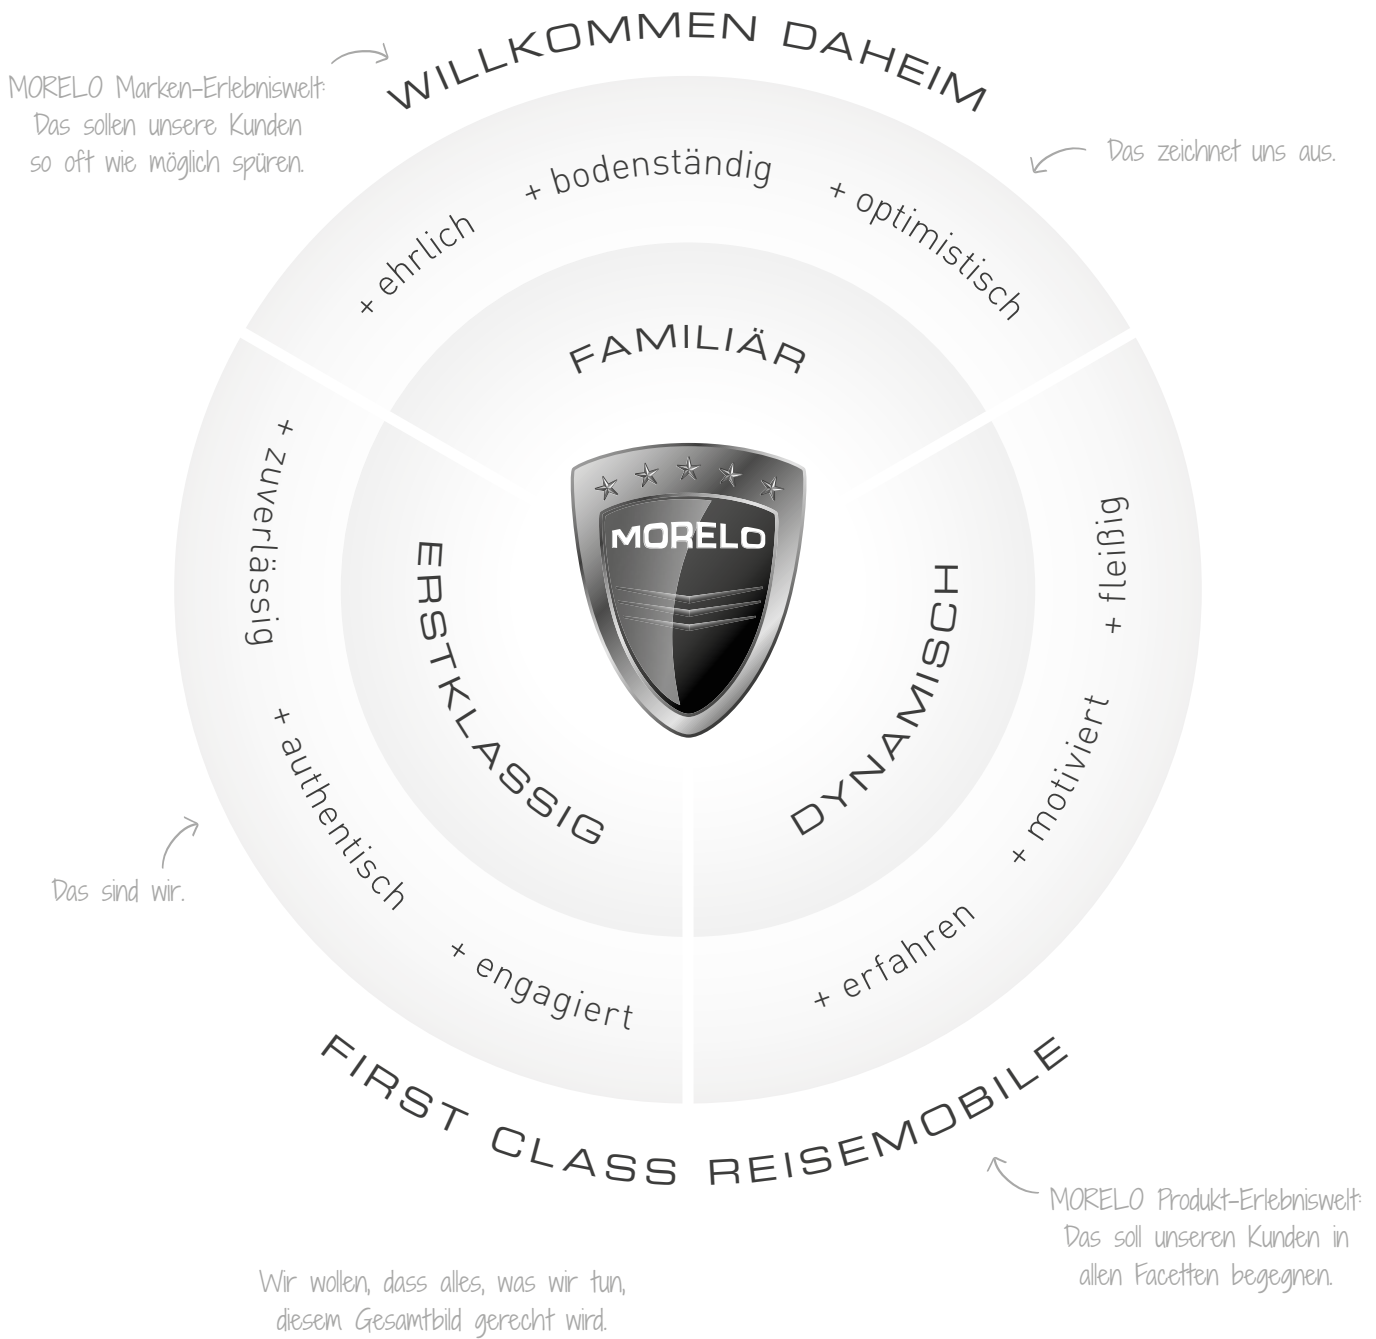 WILLKOMMEN DAHEIM
MORELO Marken-Erlebniswelt:
Das sollen unsere Kunden
so oft wie möglich spüren.
Das zeichnet uns aus.
+ ehrlich
+ bodenständig
+ optimistisch
FAMILIÄR
MORELO
+ zuverlässig
+ authentisch
+ engagiert
ERSTKLASSIG
DYNAMISCH
+ fleißig
+ motiviert
+ erfahren
Das sind wir.
FIRST CLASS REISEMOBILE
MORELO Produkt-Erlebniswelt:
Das soll unseren Kunden in
allen Facetten begegnen.
Wir wollen, dass alles, was wir tun,
diesem Gesamtbild gerecht wird.